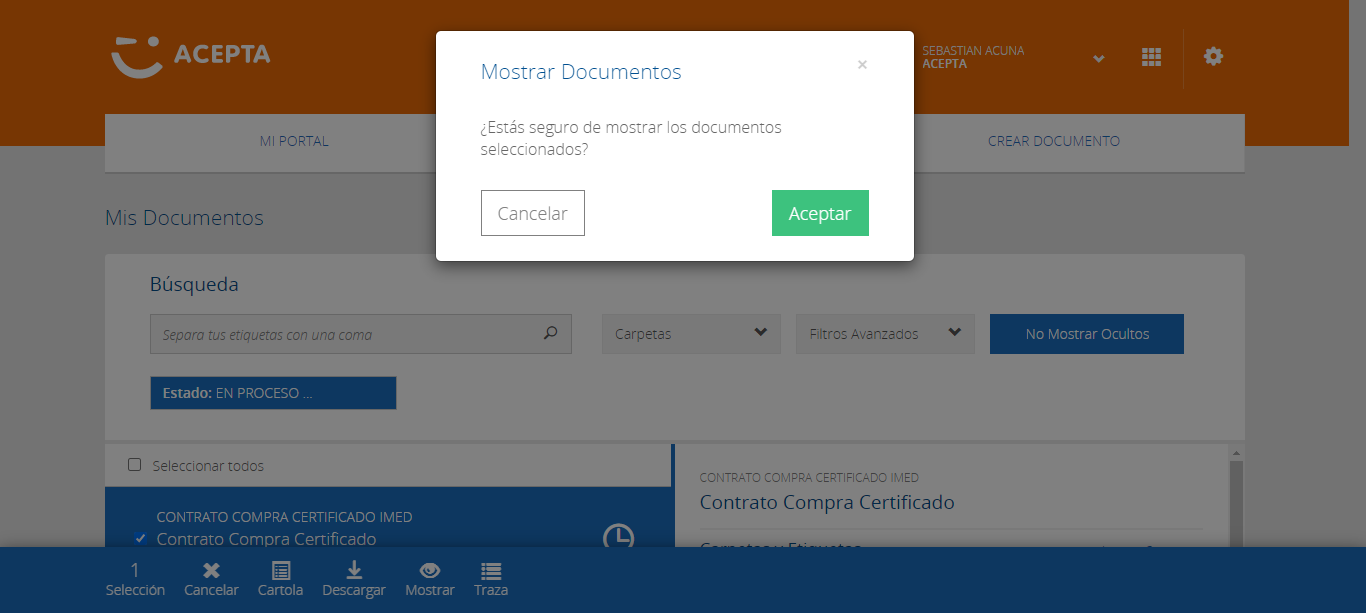 ACEPTA
SEBASTIAN ACUNA
ACEPTA
Mostrar Documentos
×
¿Estás seguro de mostrar los documentos
seleccionados?
Cancelar
Aceptar
MI PORTAL
CREAR DOCUMENTO
Mis Documentos
Búsqueda
Separa tus etiquetas con una coma
Carpetas
Filtros Avanzados
No Mostrar Ocultos
Estado: EN PROCESO ...
Seleccionar todos
CONTRATO COMPRA CERTIFICADO IMED
Contrato Compra Certificado
CONTRATO COMPRA CERTIFICADO IMED
Contrato Compra Certificado
Carpetas y Etiquetas
1
Selección
Cancelar
Cartola
Descargar
Mostrar
Traza